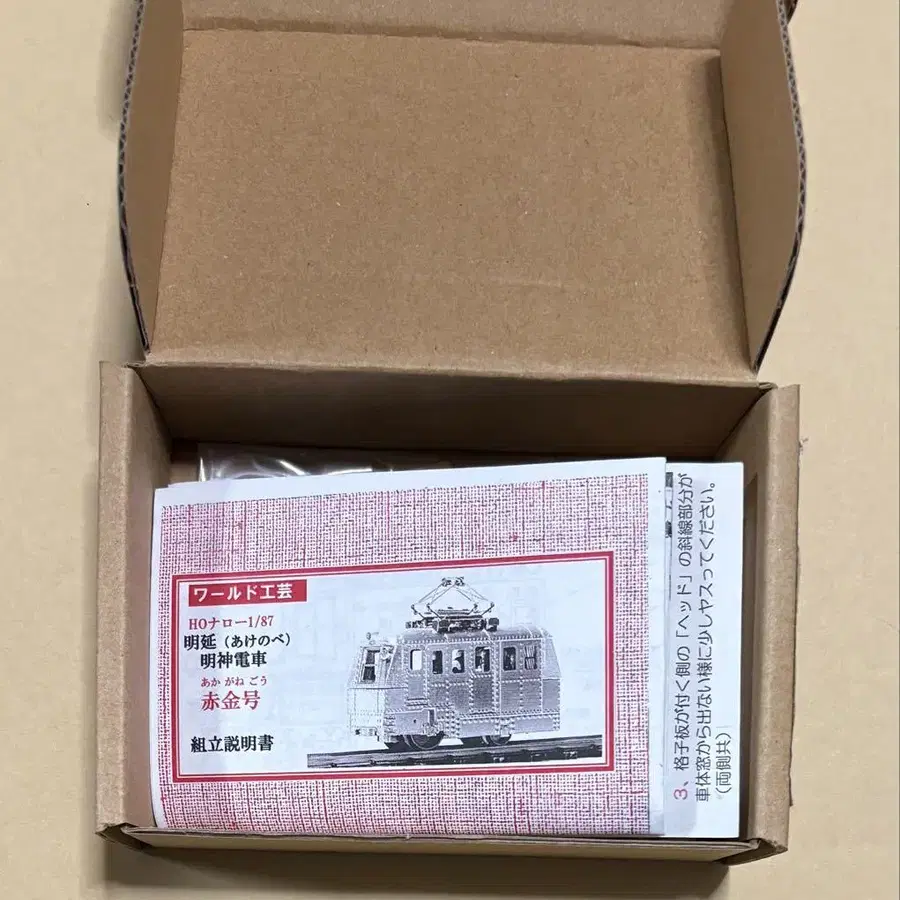 ワールド工芸
HOナロー1/87
明延（あけのべ）
明神電車
あかがねごう
赤金号
組立説明書
3、格子板が付く側の「ヘッド」の斜線部分が
車体窓から出ない様に少しヤスってください。
（両側共）